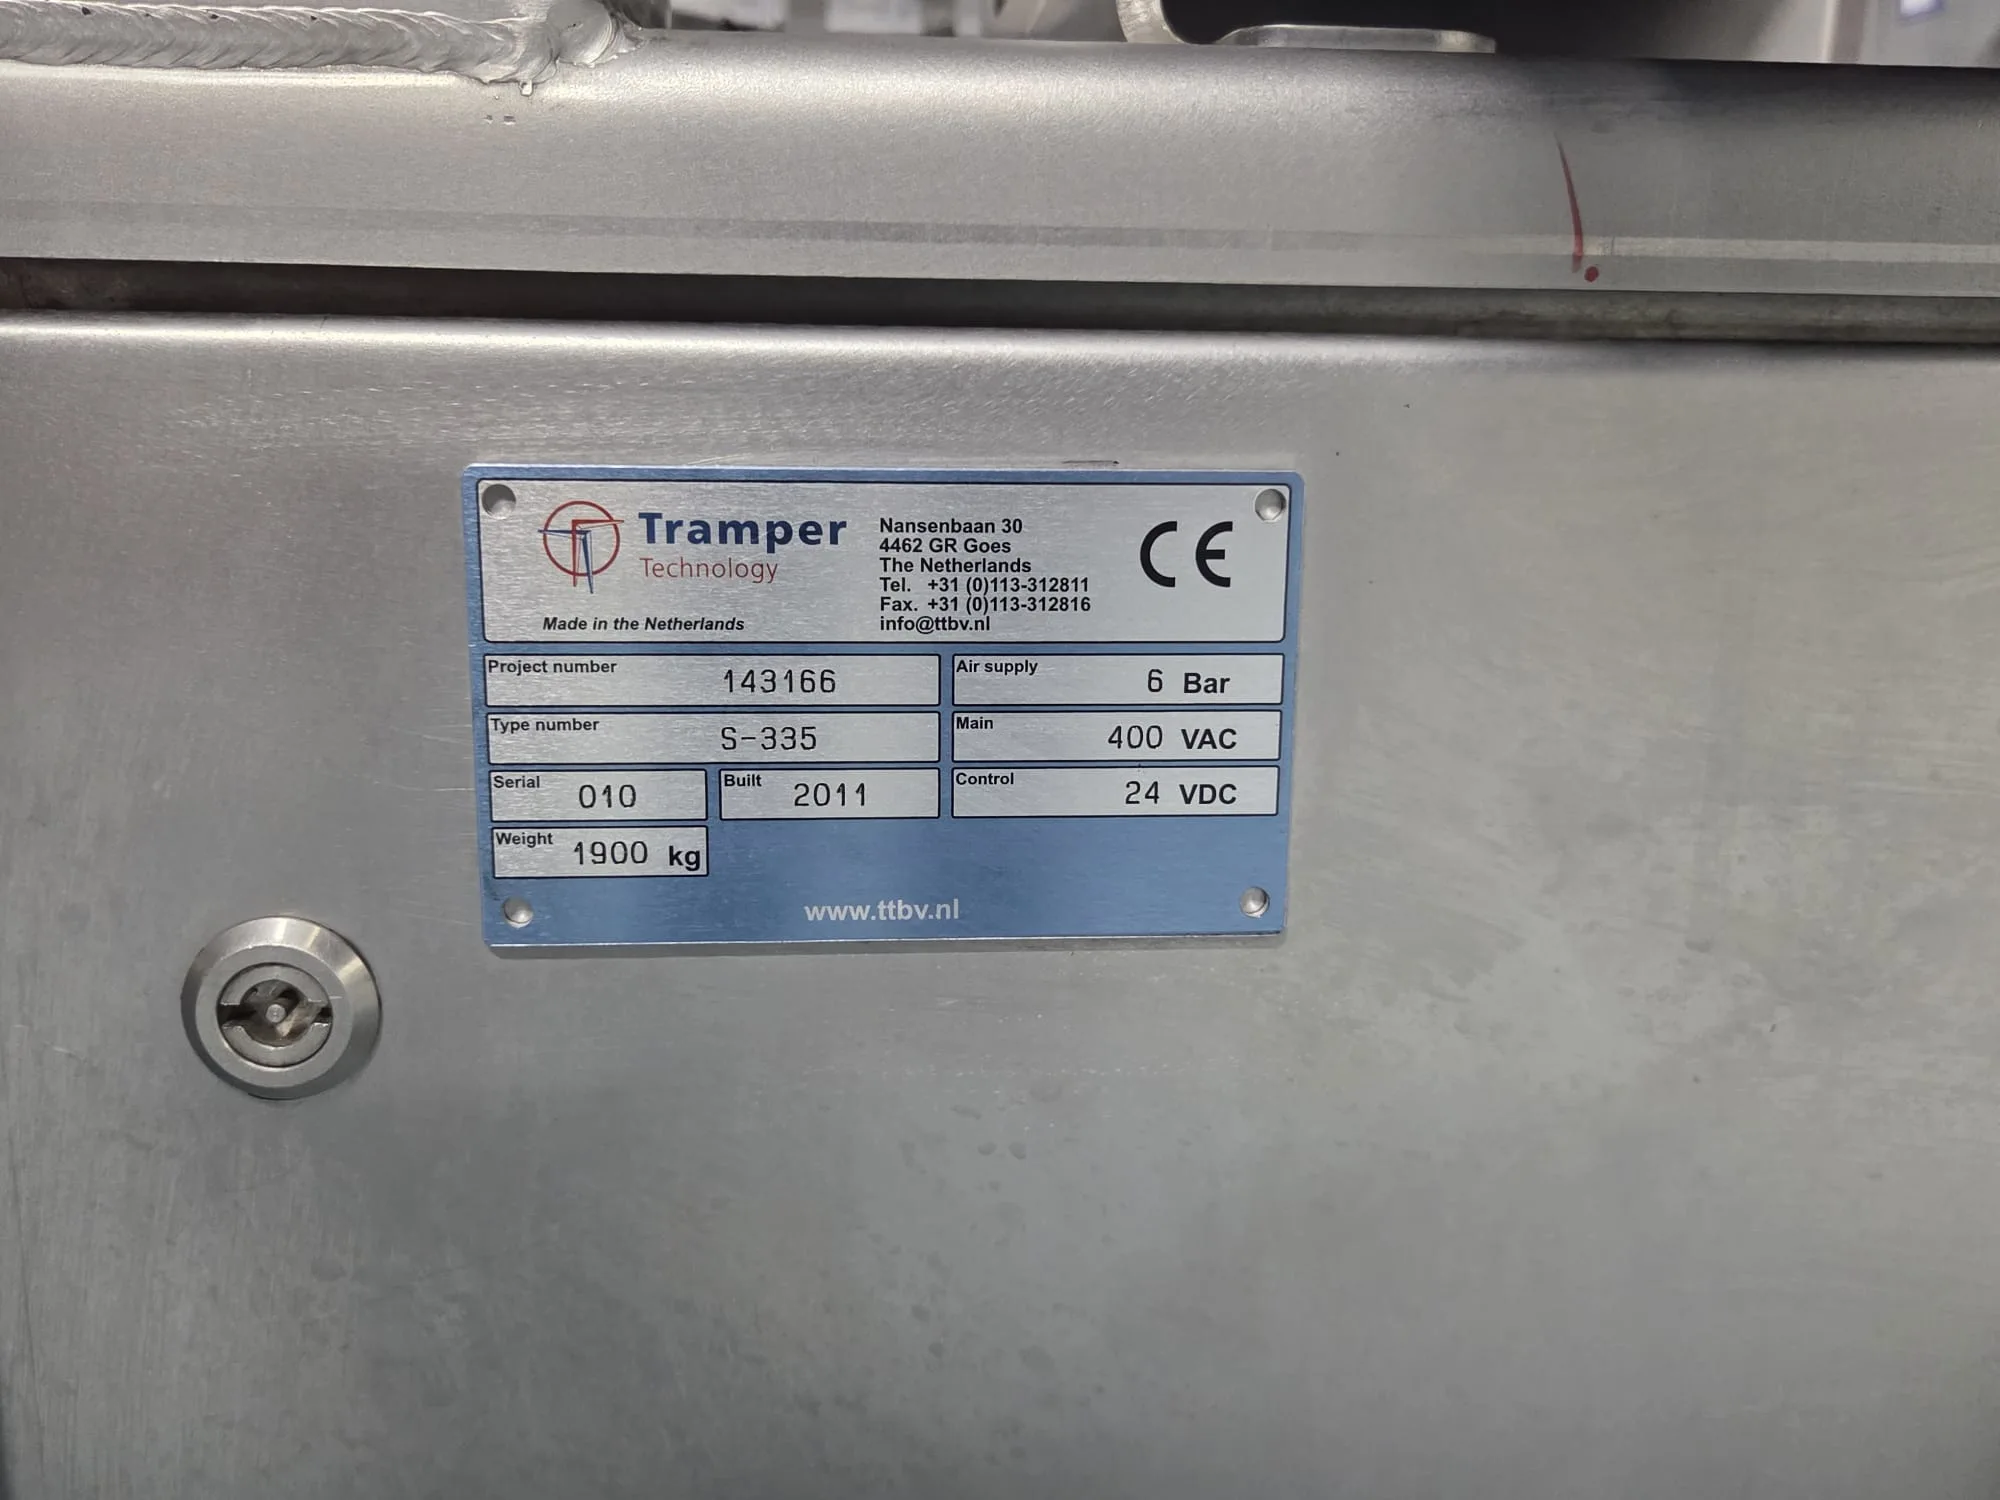 Tramper
Technology
Made in the Netherlands
Nansenbaan 30
4462 GR Goes
The Netherlands
Tel. +31 (0)113-312811
Fax. +31 (0)113-312816
info@ttbv.nl
CE
Project number 143166
Air supply 6 Bar
Type number S-335
Main 400 VAC
Serial 010
Built 2011
Control 24 VDC
Weight 1900 kg
www.ttbv.nl